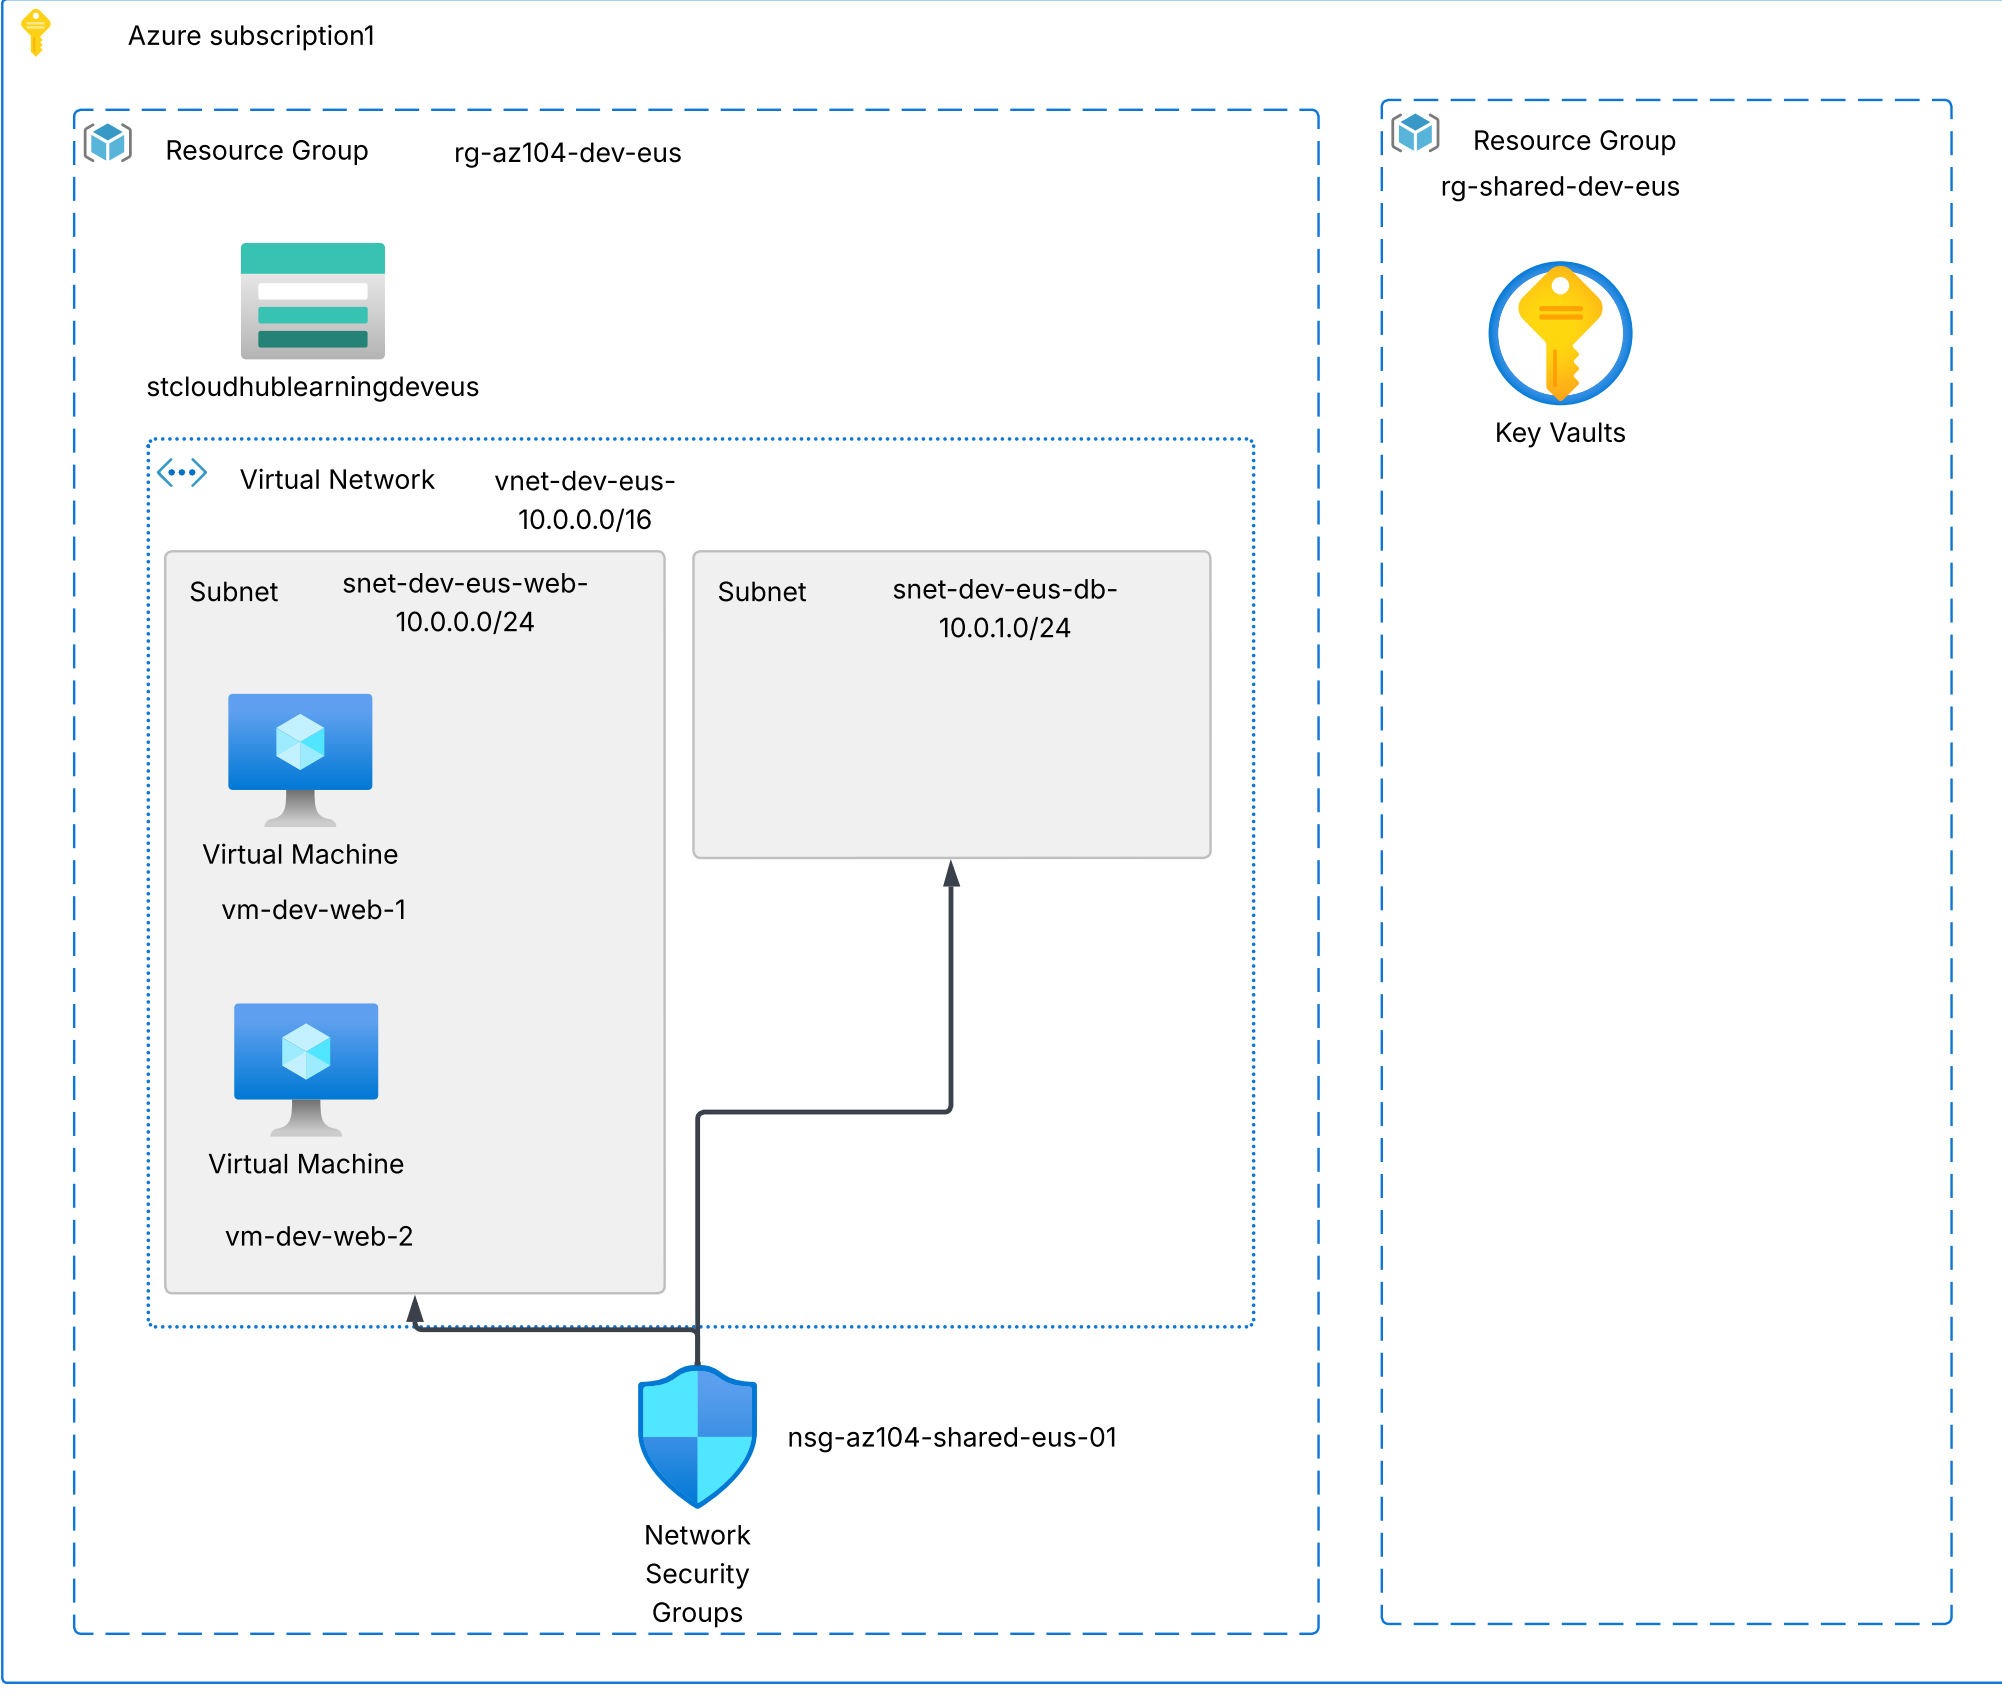 Azure subscription1
Resource Group
rg-az104-dev-eus
stcloudhublearningdeveus
Virtual Network
vnet-dev-eus-
10.0.0.0/16
Subnet
snet-dev-eus-web-
10.0.0.0/24
Virtual Machine
vm-dev-web-1
Virtual Machine
vm-dev-web-2
Subnet
snet-dev-eus-db-
10.0.1.0/24
nsg-az104-shared-eus-01
Network
Security
Groups
Resource Group
rg-shared-dev-eus
Key Vaults